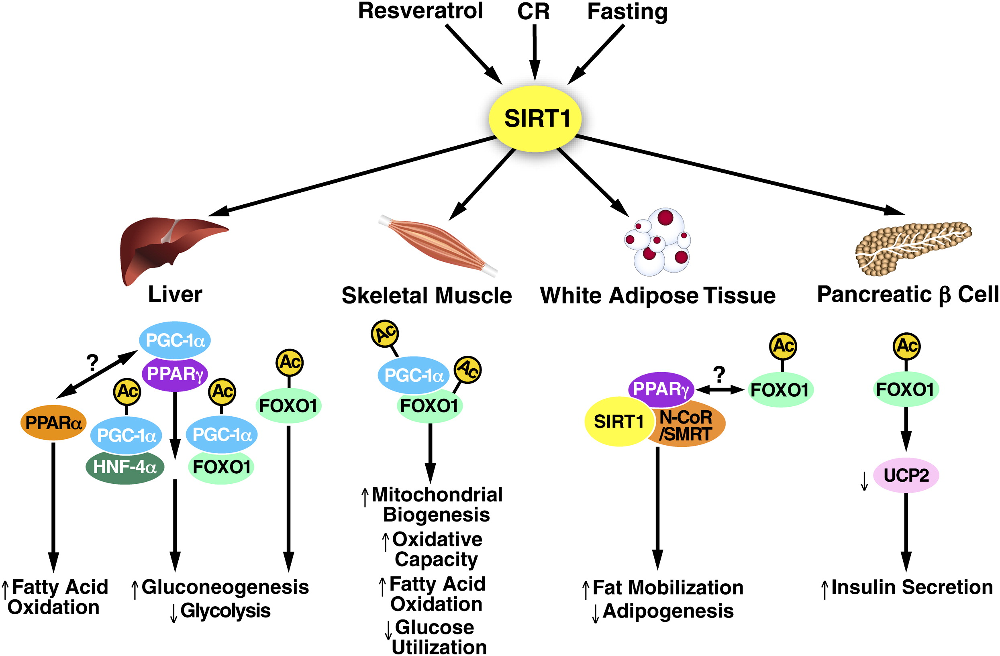 Resveratrol
CR
Fasting
SIRT1
Liver
Skeletal Muscle
White Adipose Tissue
Pancreatic β Cell
PGC-1α
?
PPARγ
Ac
Ac
PPARα
PGC-1α
PGC-1α
HNF-4α
FOXO1
Ac
FOXO1
↑Fatty Acid
Oxidation
↑Gluconeogenesis
↓Glycolysis
Ac
PGC-1α
Ac
FOXO1
↑Mitochondrial
Biogenesis
↑Oxidative
Capacity
↑Fatty Acid
Oxidation
↓Glucose
Utilization
PPARγ
?
Ac
FOXO1
SIRT1
N-CoR
/SMRT
↑Fat Mobilization
↓Adipogenesis
Ac
FOXO1
↓UCP2
↑Insulin Secretion